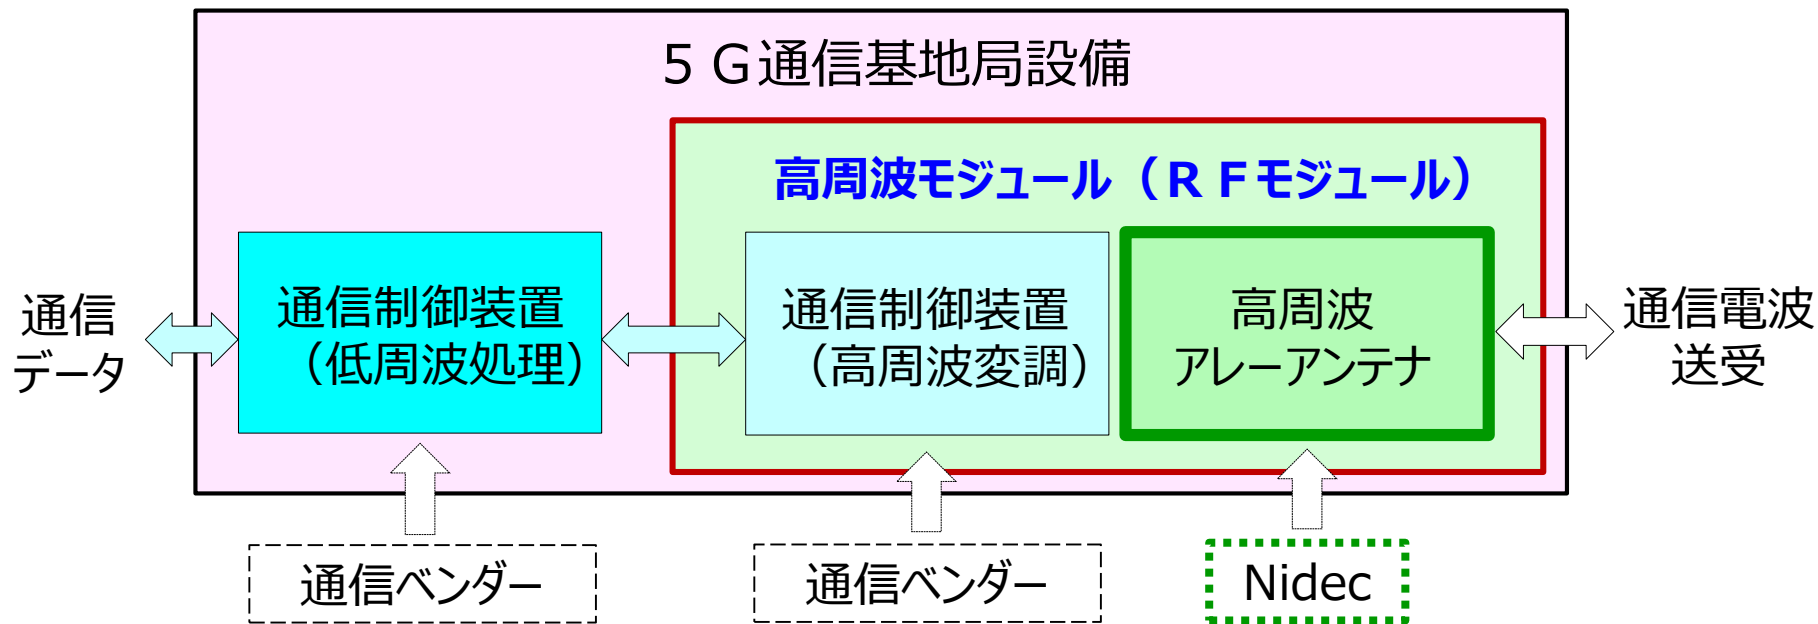 ５Ｇ通信基地局設備
高周波モジュール（ＲＦモジュール）
通信
データ
通信制御装置
（低周波処理）
通信制御装置
（高周波変調）
高周波
アレーアンテナ
通信電波
送受
通信ベンダー
通信ベンダー
Nidec